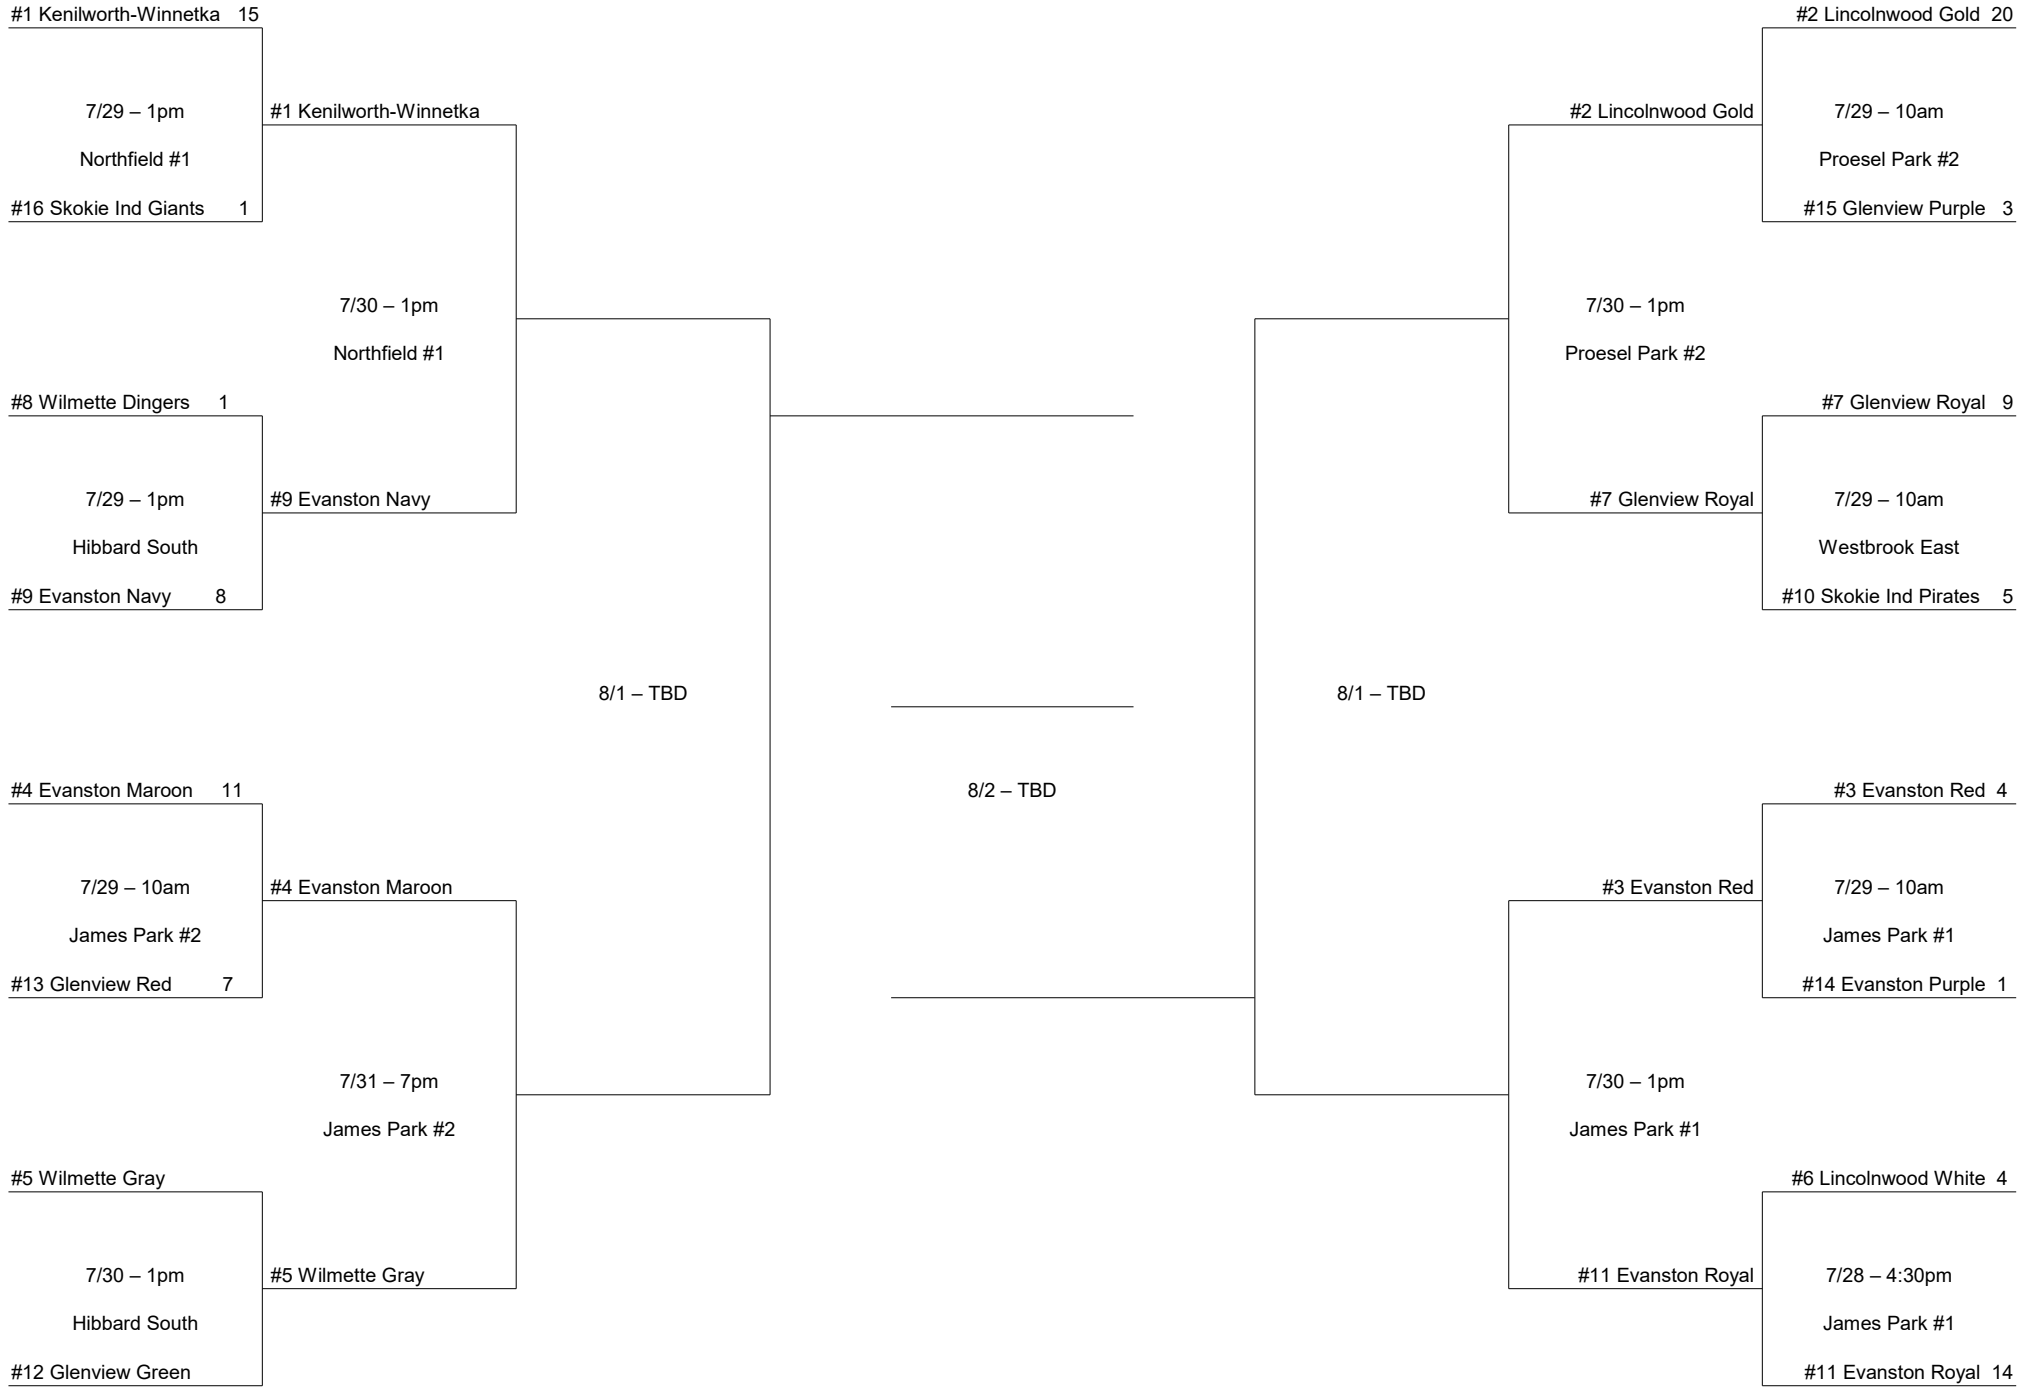 #1 Kenilworth-Winnetka 15
#2 Lincolnwood Gold 20
7/29 – 1pm
#1 Kenilworth-Winnetka
#2 Lincolnwood Gold
7/29 – 10am
Northfield #1
Proesel Park #2
#16 Skokie Ind Giants 1
#15 Glenview Purple 3
7/30 – 1pm
7/30 – 1pm
Northfield #1
Proesel Park #2
#8 Wilmette Dingers 1
#7 Glenview Royal 9
7/29 – 1pm
#9 Evanston Navy
#7 Glenview Royal
7/29 – 10am
Hibbard South
Westbrook East
#9 Evanston Navy 8
#10 Skokie Ind Pirates 5
8/1 – TBD
8/1 – TBD
#4 Evanston Maroon 11
8/2 – TBD
#3 Evanston Red 4
7/29 – 10am
#4 Evanston Maroon
#3 Evanston Red
7/29 – 10am
James Park #2
James Park #1
#13 Glenview Red 7
#14 Evanston Purple 1
7/31 – 7pm
7/30 – 1pm
James Park #2
James Park #1
#5 Wilmette Gray
#6 Lincolnwood White 4
7/30 – 1pm
#5 Wilmette Gray
#11 Evanston Royal
7/28 – 4:30pm
Hibbard South
James Park #1
#12 Glenview Green
#11 Evanston Royal 14